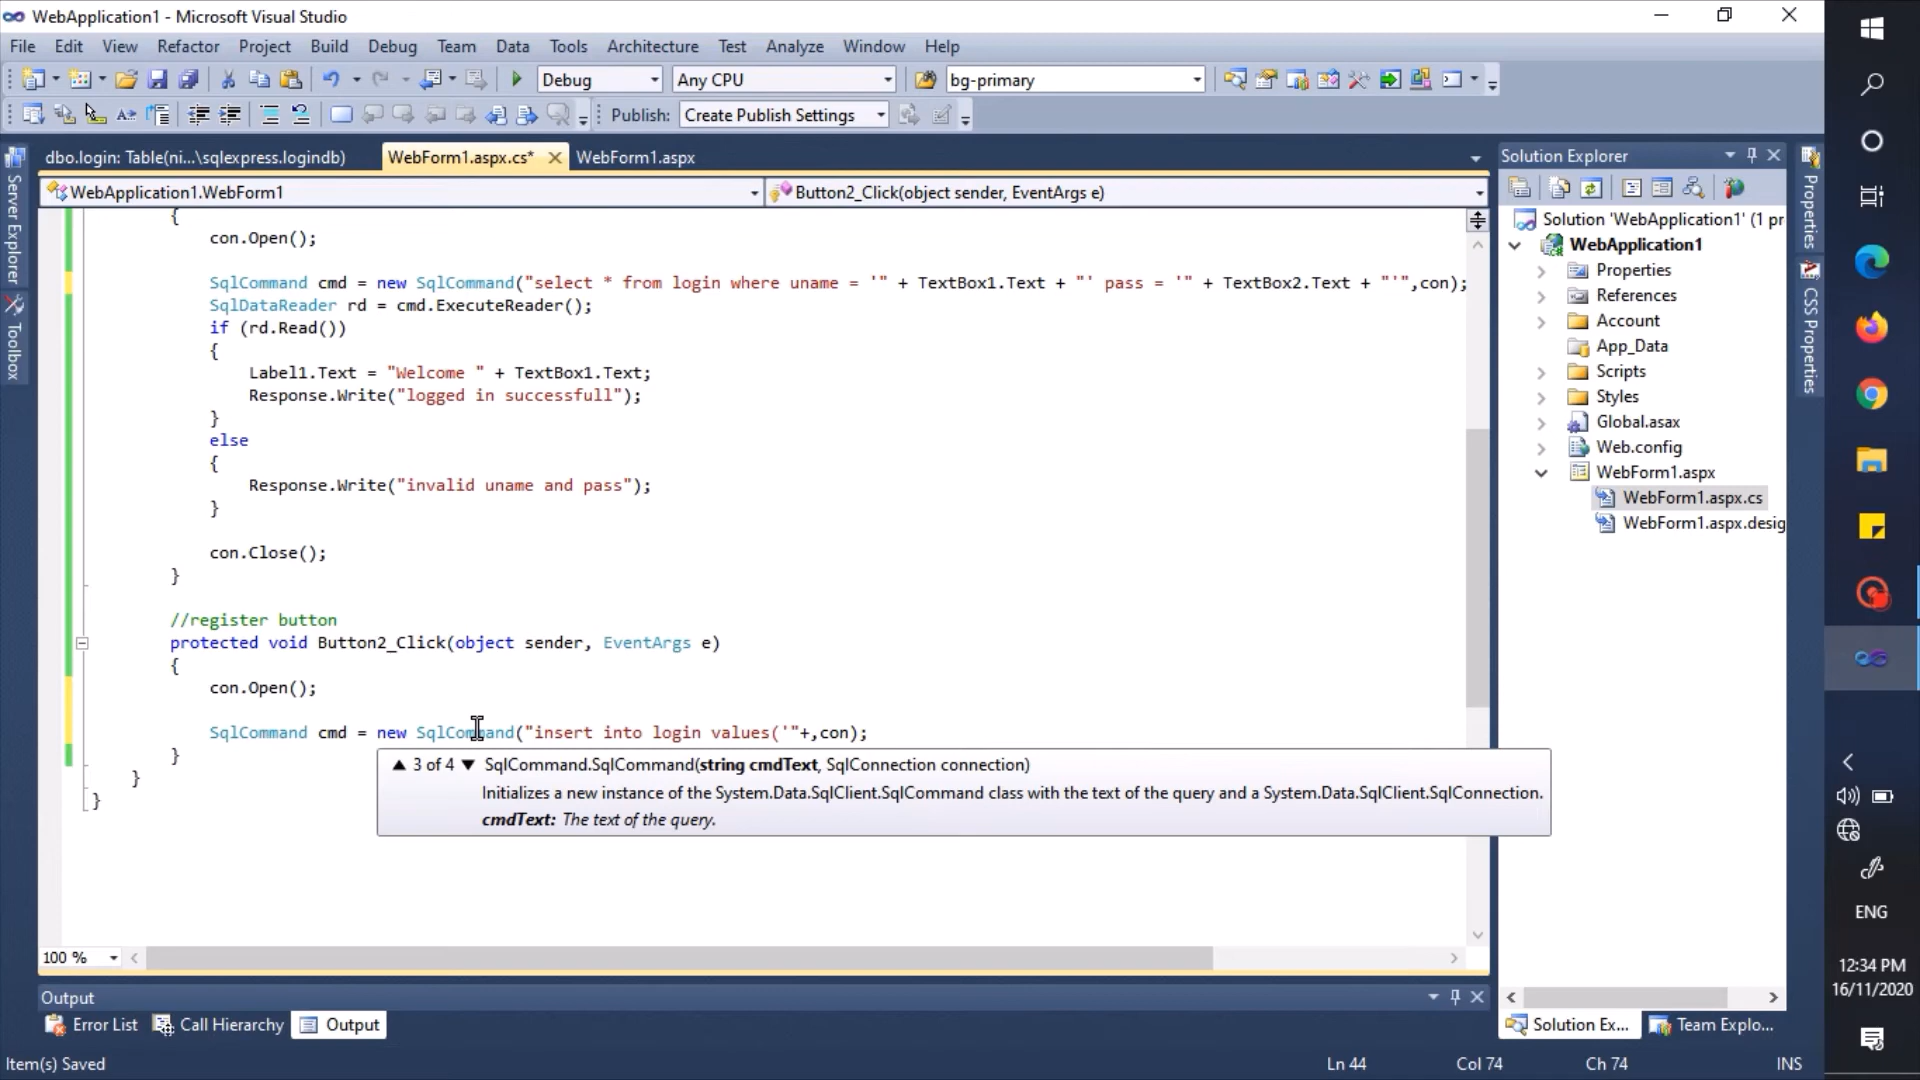 WebApplication1 - Microsoft Visual Studio
File Edit View Refactor Project Build Debug Team Data Tools Architecture Test Analyze Window Help
Debug Any CPU bg-primary
Publish: Create Publish Settings
dbo.login: Table(ni...\sqlexpress.logindb) WebForm1.aspx.cs* WebForm1.aspx
WebApplication1.WebForm1 Button2_Click(object sender, EventArgs e)
{
con.Open();
SqlCommand cmd = new SqlCommand("select * from login where uname = '" + TextBox1.Text + "' pass = '" + TextBox2.Text + "'",con);
SqlDataReader rd = cmd.ExecuteReader();
if (rd.Read())
{
Label1.Text = "Welcome " + TextBox1.Text;
Response.Write("logged in successfull");
}
else
{
Response.Write("invalid uname and pass");
}
con.Close();
}
//register button
protected void Button2_Click(object sender, EventArgs e)
{
con.Open();
SqlCommand cmd = new SqlCommand("insert into login values('"+,con);
}
}
}
3 of 4 SqlCommand.SqlCommand(string cmdText, SqlConnection connection)
Initializes a new instance of the System.Data.SqlClient.SqlCommand class with the text of the query and a System.Data.SqlClient.SqlConnection.
cmdText: The text of the query.
100 %
Output
Error List Call Hierarchy Output
Item(s) Saved Ln 44 Col 74 Ch 74 INS
Server Explorer
Toolbox
Solution Explorer
Solution 'WebApplication1' (1 pr
WebApplication1
Properties
References
Account
App_Data
Scripts
Styles
Global.asax
Web.config
WebForm1.aspx
WebForm1.aspx.cs
WebForm1.aspx.desig
Solution Ex... Team Explo...
Properties
CSS Properties
ENG
12:34 PM
16/11/2020